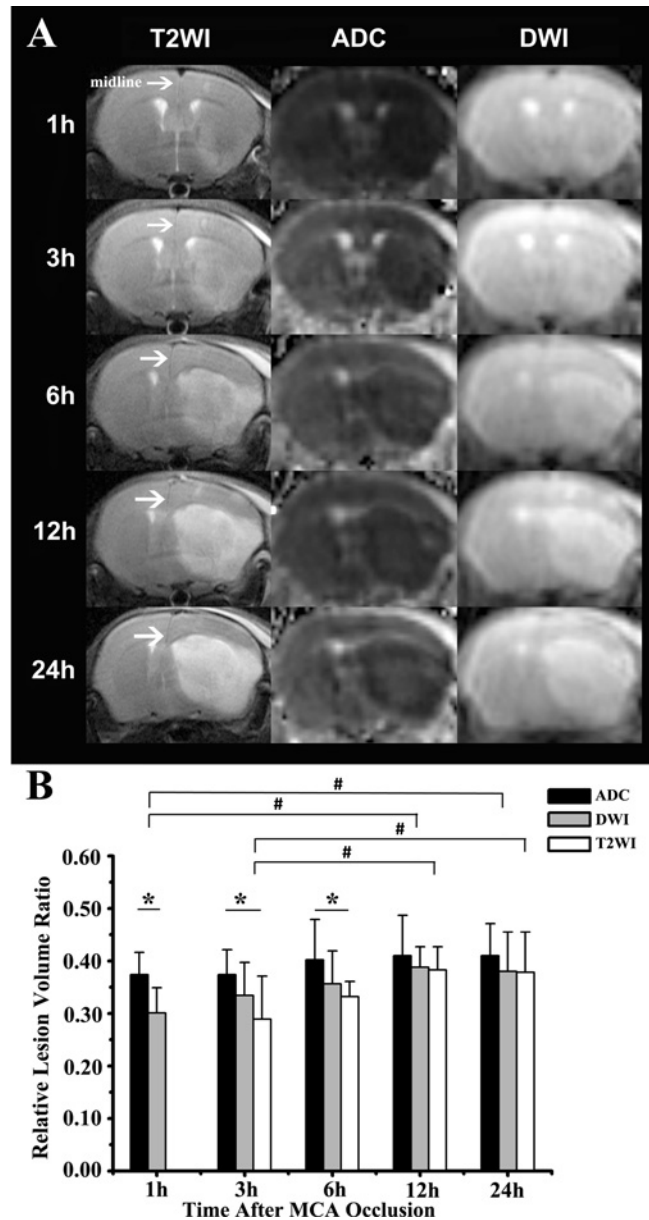 A
T2WI ADC DWI
midline
1h
3h
6h
12h
24h
B
#
#
#
#
ADC
DWI
T2WI
0.60
0.50
0.40
0.30
0.20
0.10
0.00
* * *
Relative Lesion Volume Ratio
1h 3h 6h 12h 24h
Time After MCA Occlusion